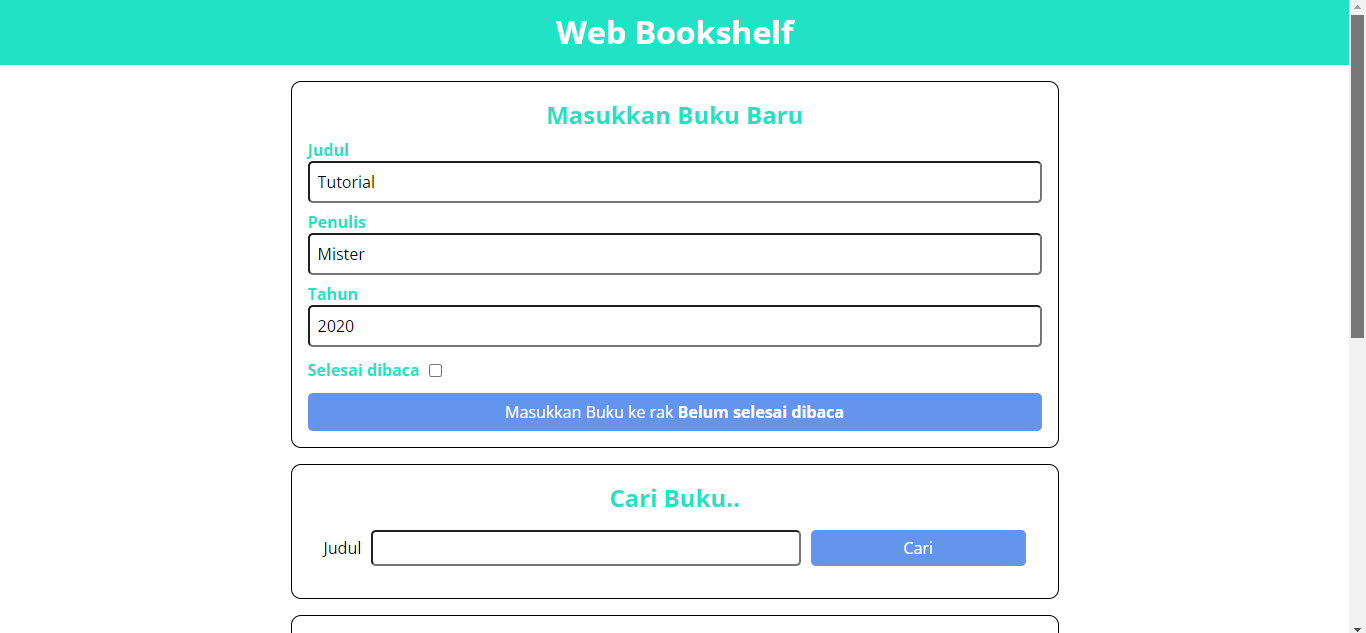 Web Bookshelf
Masukkan Buku Baru
Judul
Tutorial
Penulis
Mister
Tahun
2020
Selesai dibaca
Masukkan Buku ke rak Belum selesai dibaca
Cari Buku..
Judul
Cari